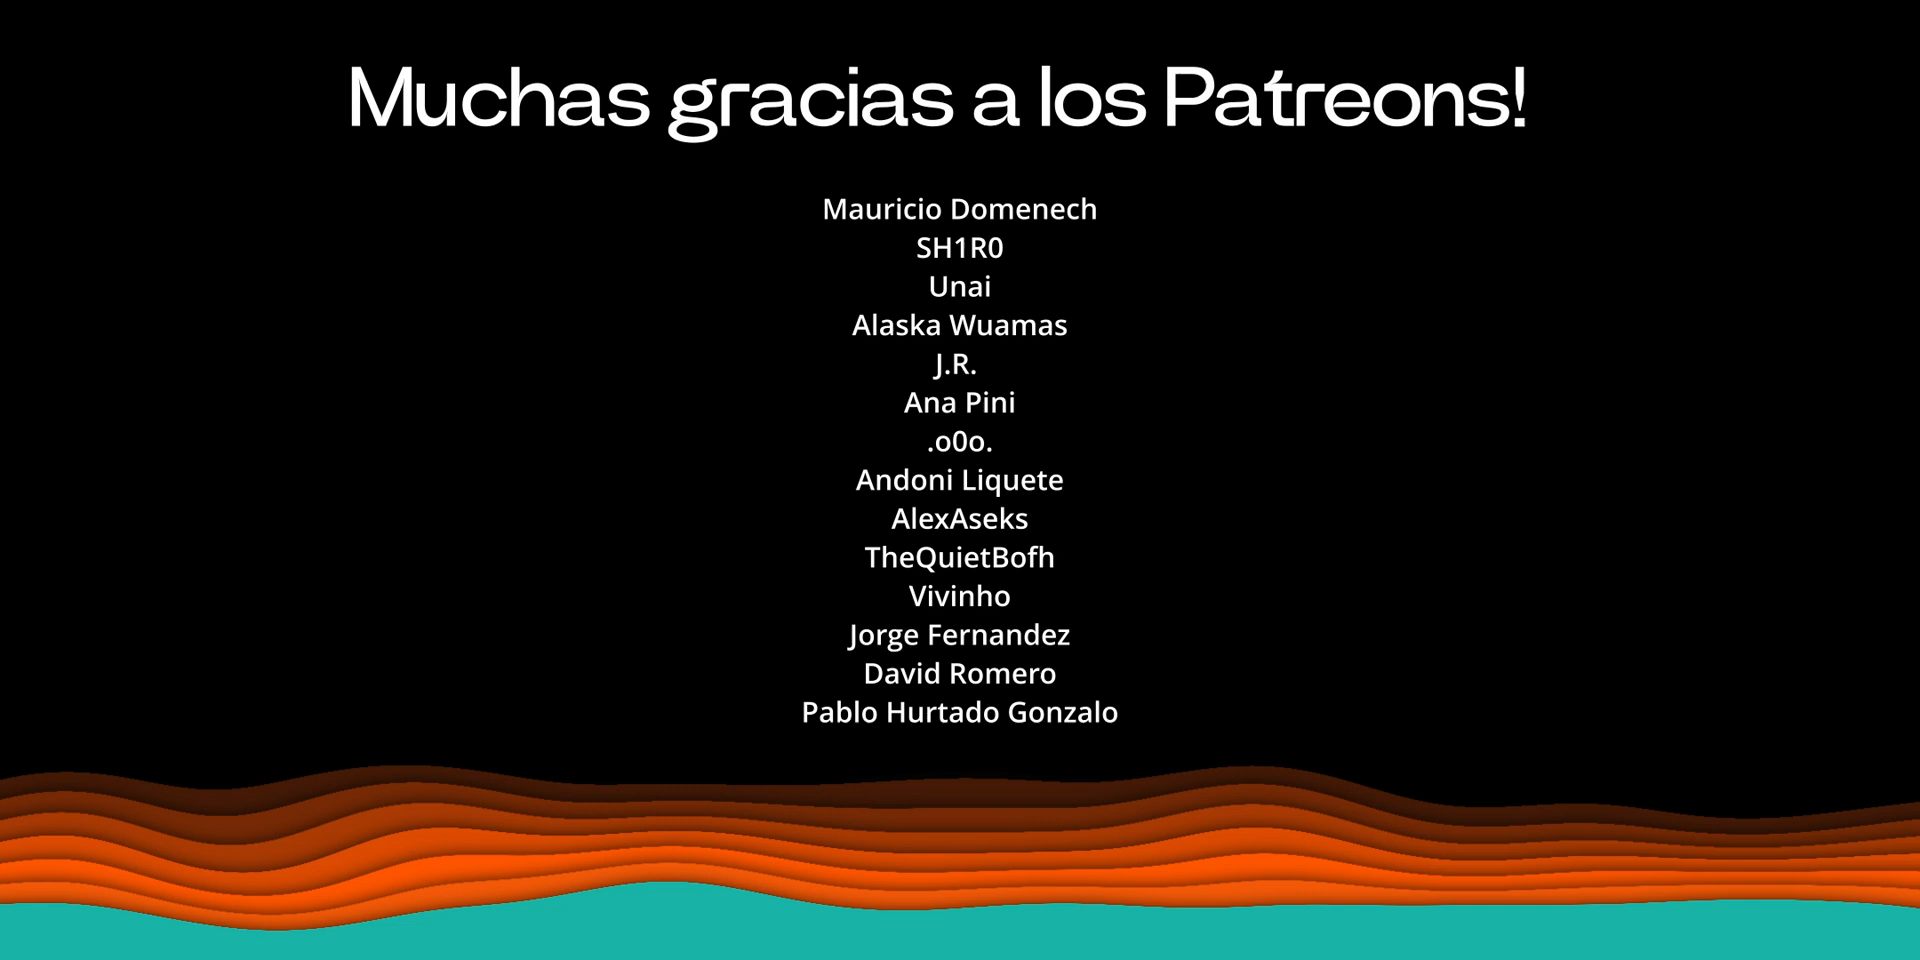 Muchas gracias a los Patreons!
Mauricio Domenech
SH1R0
Unai
Alaska Wuamas
J.R.
Ana Pini
.o0o.
Andoni Liquete
AlexAseks
TheQuietBofh
Vivinho
Jorge Fernandez
David Romero
Pablo Hurtado Gonzalo